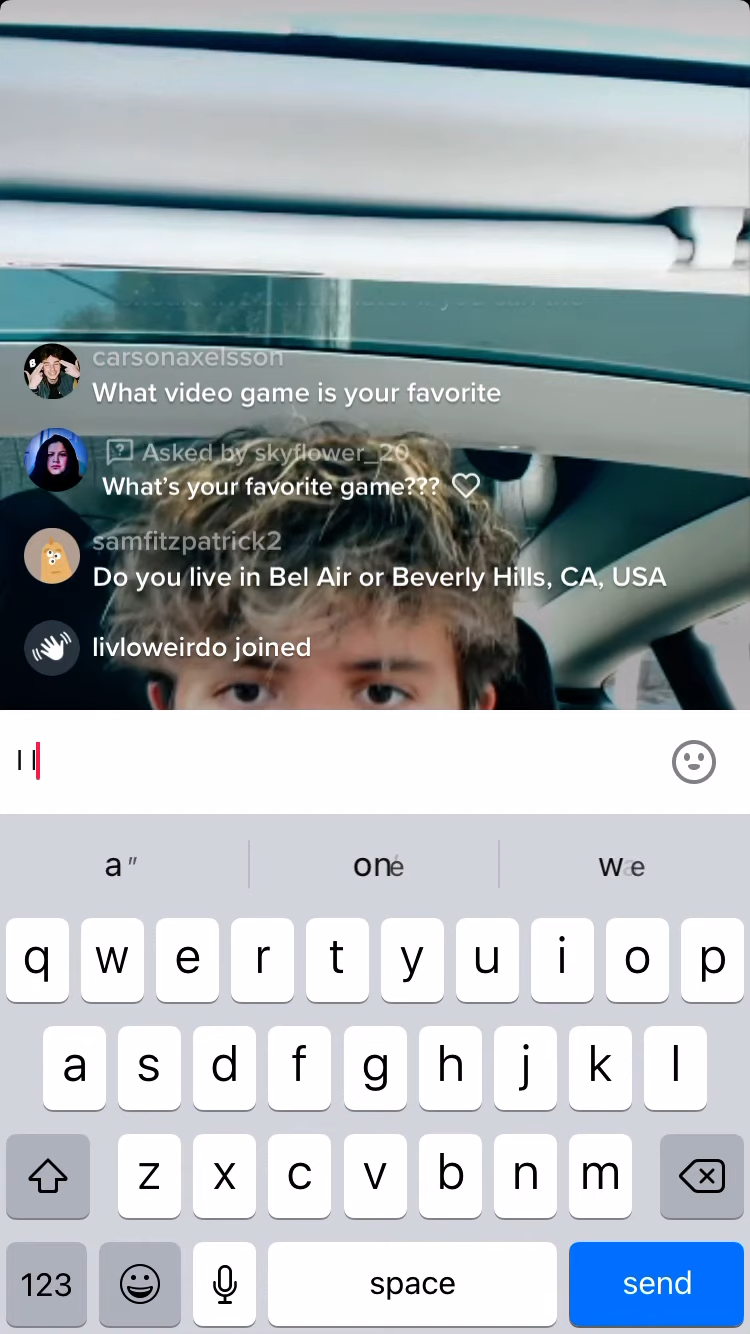 carsonaxelsson
What video game is your favorite
Asked by skyflower_20
What's your favorite game???
samfitzpatrick2
Do you live in Bel Air or Beverly Hills, CA, USA
livloweirdo joined
I I
a
we
q w e r t y u i o p
a s d f g h j k l
z x c v b n m
123 space send